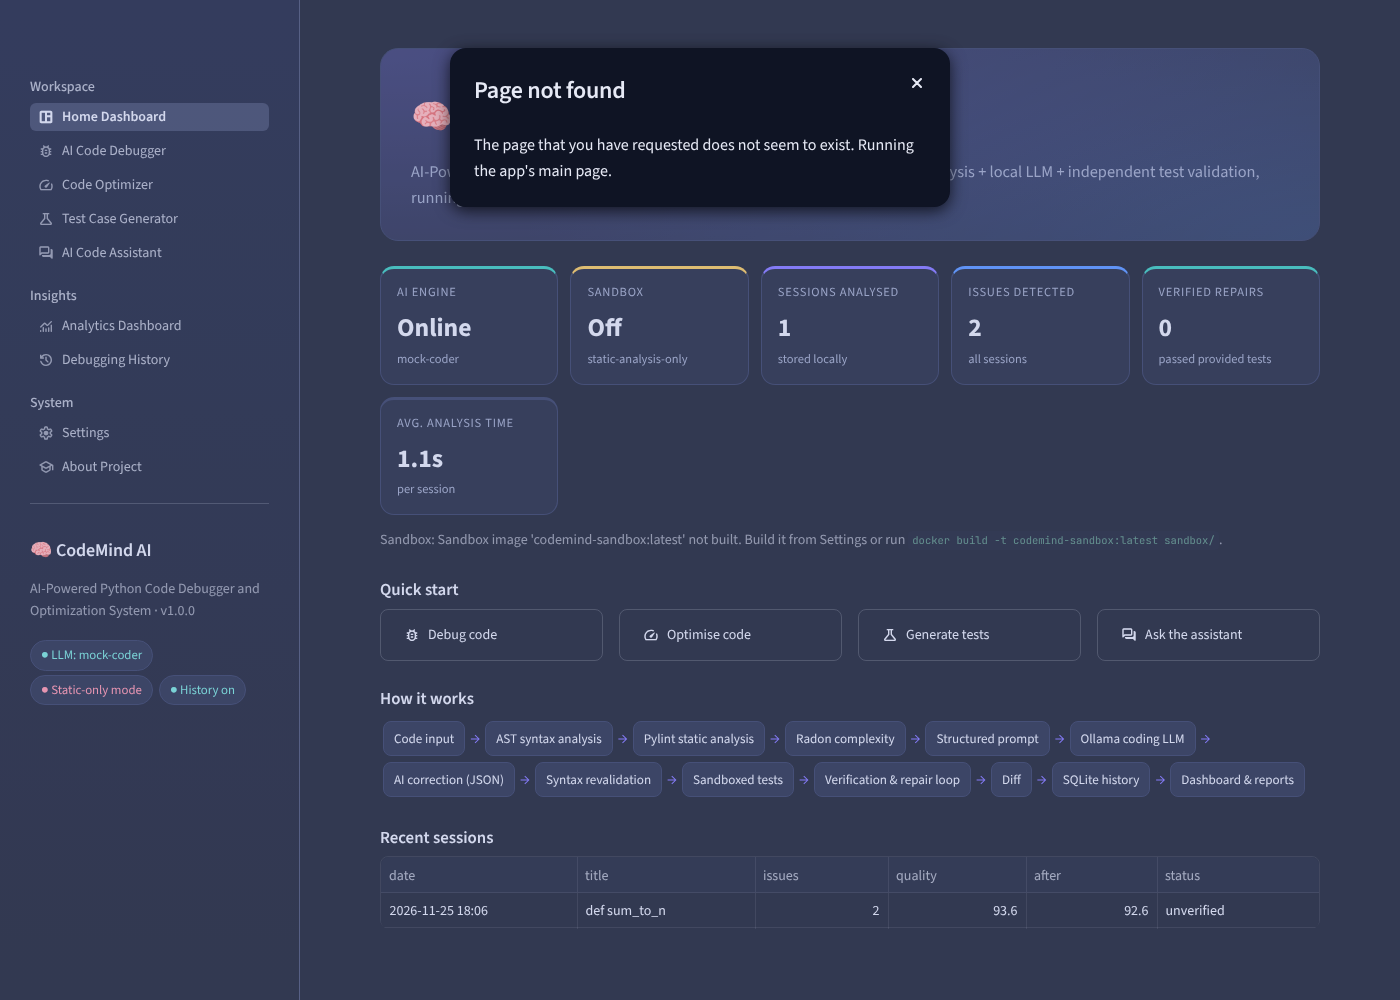 Workspace
Home Dashboard
AI Code Debugger
Code Optimizer
Test Case Generator
AI Code Assistant
Insights
Analytics Dashboard
Debugging History
System
Settings
About Project
🧠 CodeMind AI
AI-Powered Python Code Debugger and
Optimization System · v1.0.0
LLM: mock-coder
Static-only mode
History on
Page not found
The page that you have requested does not seem to exist. Running
the app's main page.
+ local LLM + independent test validation,
AI ENGINE
Online
mock-coder
SANDBOX
Off
static-analysis-only
SESSIONS ANALYSED
1
stored locally
ISSUES DETECTED
2
all sessions
VERIFIED REPAIRS
0
passed provided tests
AVG. ANALYSIS TIME
1.1s
per session
Sandbox: Sandbox image 'codemind-sandbox:latest' not built. Build it from Settings or run docker build -t codemind-sandbox:latest sandbox/ .
Quick start
Debug code
Optimise code
Generate tests
Ask the assistant
How it works
Code input → AST syntax analysis → Pylint static analysis → Radon complexity → Structured prompt → Ollama coding LLM →
AI correction (JSON) → Syntax revalidation → Sandboxed tests → Verification & repair loop → Diff → SQLite history → Dashboard & reports
Recent sessions
date title issues quality after status
2026-11-25 18:06 def sum_to_n 2 93.6 92.6 unverified